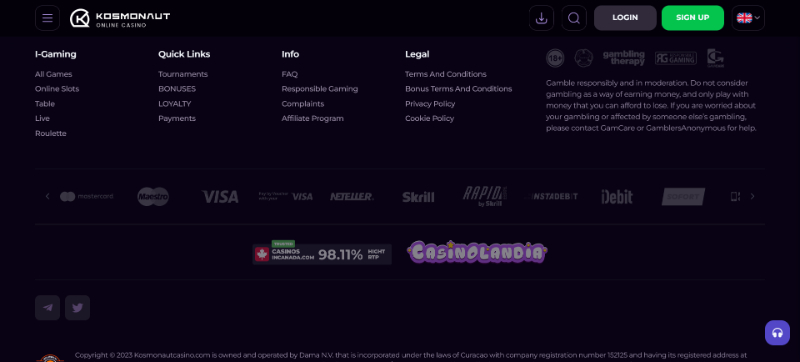 KOSMONAUT
ONLINE CASINO
LOGIN
SIGN UP
I-Gaming
All Games
Online Slots
Table
Live
Roulette
Quick Links
Tournaments
BONUSES
LOYALTY
Payments
Info
FAQ
Responsible Gaming
Complaints
Affiliate Program
Legal
Terms And Conditions
Bonus Terms And Conditions
Privacy Policy
Cookie Policy
18+
gambling
therapy
GAMING
Gamble responsibly and in moderation. Do not consider
gambling as a way of earning money, and only play with
money that you can afford to lose. If you are worried about
your gambling or affected by someone else's gambling,
please contact GamCare or GamblersAnonymous for help.
mastercard
Maestro
VISA
VISA
NETELLER
Skrill
RAPID
by Skrill
INSTADEBIT
iDebit
CASINOS
INCANADA.COM
98.11%
RTP
CASINOLANDIA
Copyright © 2023 Kosmonautcasino.com is owned and operated by Dama N.V. that is incorporated under the laws of Curacao with company registration number 152125 and having its registered address at